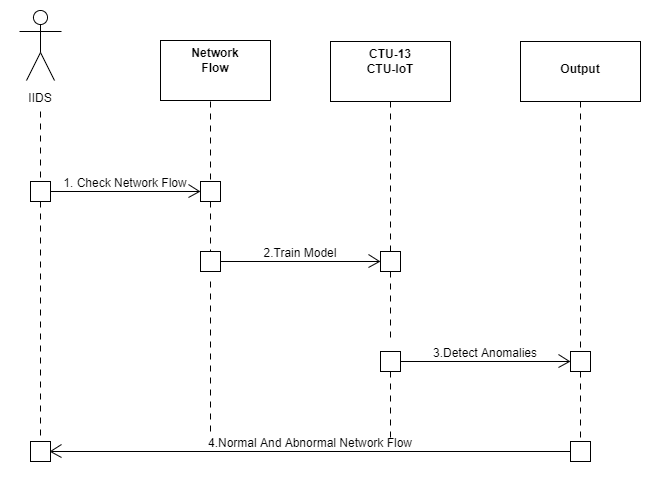 Network
Flow
CTU-13
CTU-IoT
Output
IIDS
1. Check Network Flow
2.Train Model
3.Detect Anomalies
4.Normal And Abnormal Network Flow